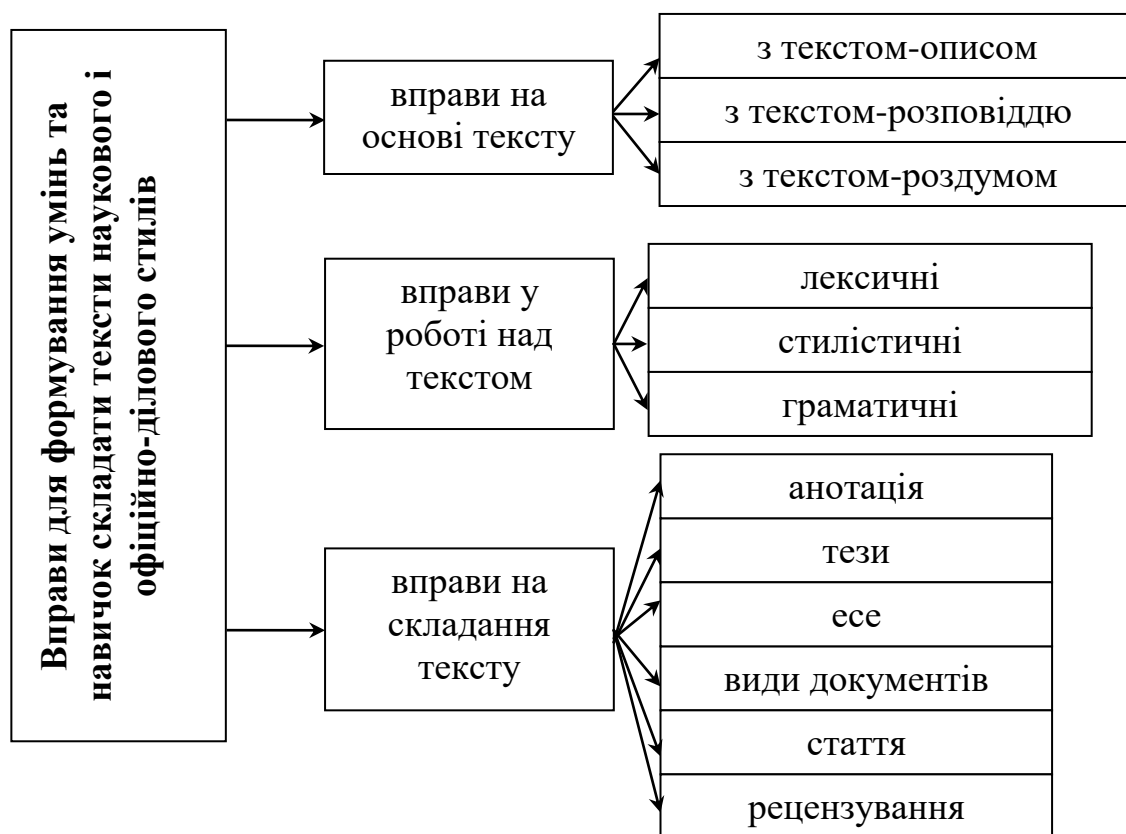 Вправи для формування умінь та
навичок складати тексти наукового і
офіційно-ділового стилів
вправи на
основі тексту
з текстом-описом
з текстом-розповіддю
з текстом-роздумом
вправи у
роботі над
текстом
лексичні
стилістичні
граматичні
вправи на
складання
тексту
анотація
тези
есе
види документів
стаття
рецензування